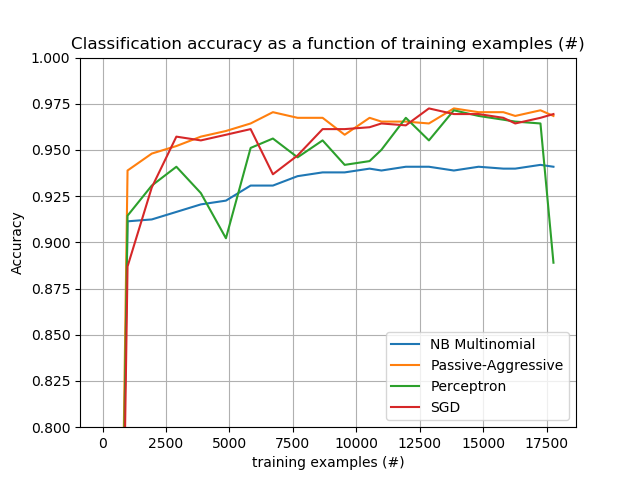 Classification accuracy as a function of training examples (#)
1.000
0.975
0.950
0.925
0.900
0.875
0.850
0.825
0.800
Accuracy
NB Multinomial
Passive-Aggressive
Perceptron
SGD
0 2500 5000 7500 10000 12500 15000 17500
training examples (#)